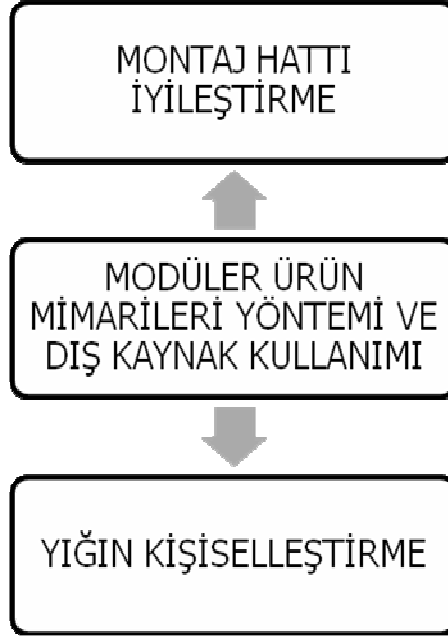 MONTAJ HATTI
İYİLEŞTİRME
MODÜLER ÜRÜN
MİMARİLERİ YÖNTEMİ VE
DIŞ KAYNAK KULLANIMI
YIĞIN KİŞİSELLEŞTİRME